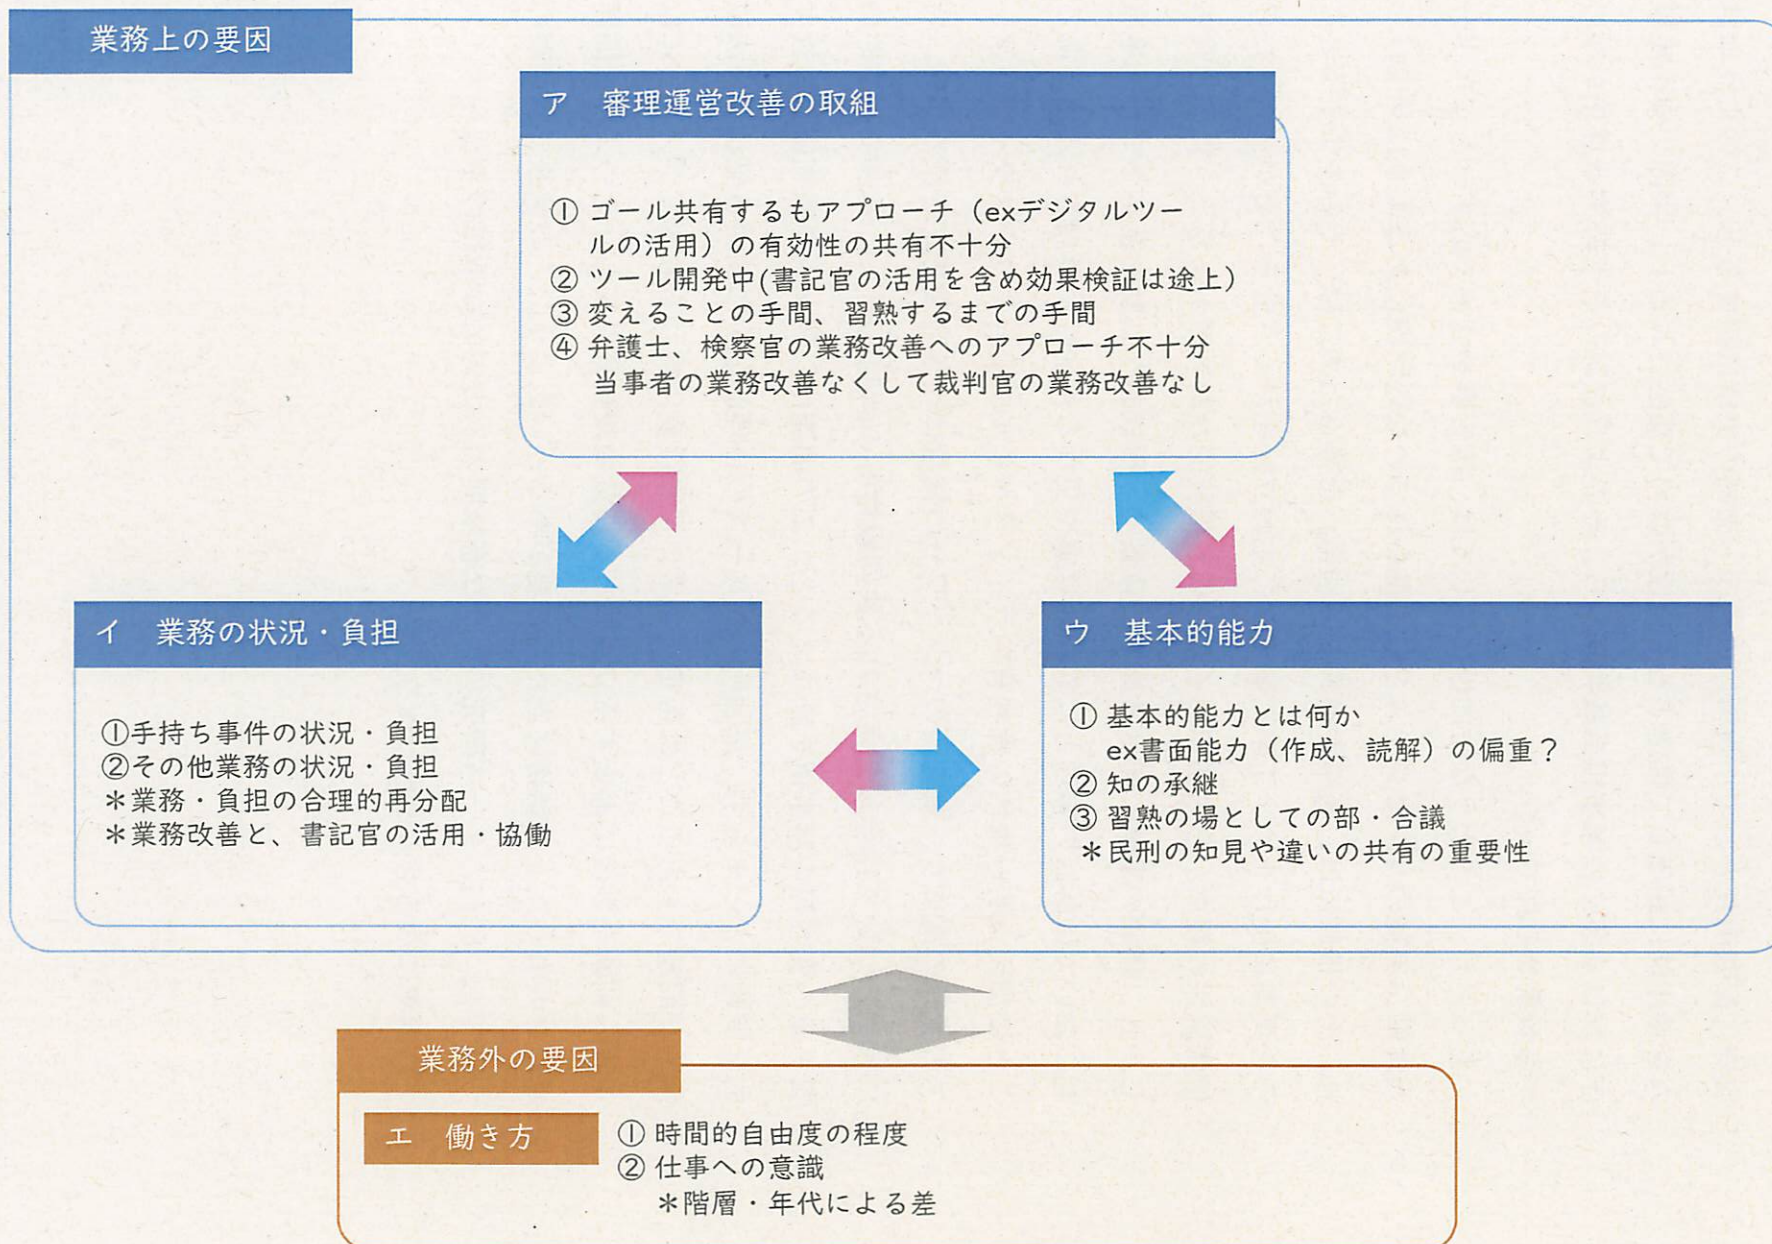 業務上の要因
ア 審理運営改善の取組
① ゴール共有するもアプローチ（exデジタルツー
ルの活用）の有効性の共有不十分
② ツール開発中(書記官の活用を含め効果検証は途上）
③ 変えることの手間、習熟するまでの手間
④ 弁護士、検察官の業務改善へのアプローチ不十分
当事者の業務改善なくして裁判官の業務改善なし
イ 業務の状況・負担
①手持ち事件の状況・負担
②その他業務の状況・負担
＊業務・負担の合理的再分配
＊業務改善と、書記官の活用・協働
ウ 基本的能力
① 基本的能力とは何か
ex書面能力（作成、読解）の偏重？
② 知の承継
③ 習熟の場としての部・合議
＊民刑の知見や違いの共有の重要性
業務外の要因
エ 働き方
① 時間的自由度の程度
② 仕事への意識
＊階層・年代による差